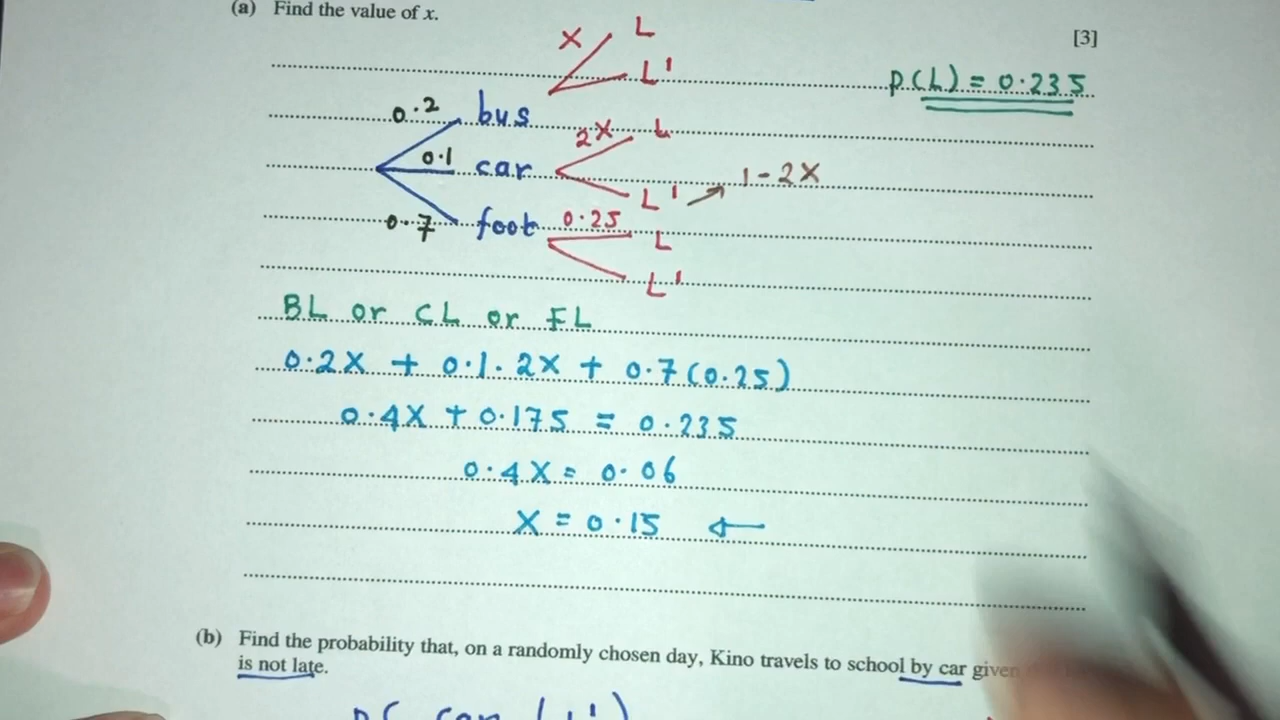 (a) Find the value of x.
[3]
x L
L'
P(L) = 0.235
0.2 bus
2x L
0.1 car
1-2x
L'
0.7 foot 0.25
L
L'
BL or CL or FL
0.2x + 0.1.2x + 0.7(0.25)
0.4x + 0.175 = 0.235
0.4x = 0.06
x = 0.15
(b) Find the probability that, on a randomly chosen day, Kino travels to school by car given
is not late.